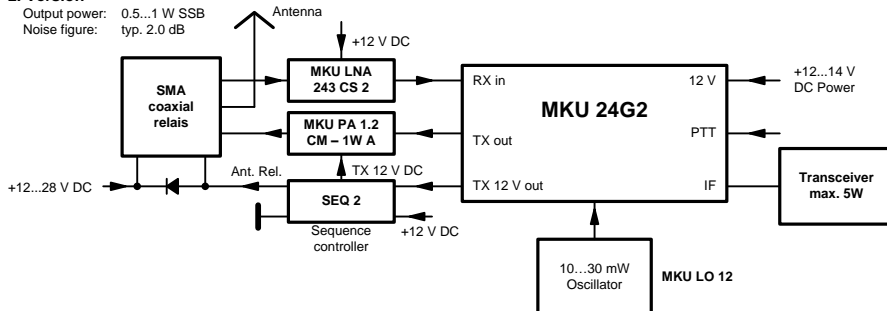 Output power: 0.5...1 W SSB
Noise figure: typ. 2.0 dB
Antenna
+12 V DC
MKU LNA
243 CS 2
SMA
coaxial
relais
MKU PA 1.2
CM – 1W A
RX in
12 V
+12...14 V
DC Power
MKU 24G2
TX out
PTT
Ant. Rel.
TX 12 V DC
TX 12 V out
IF
Transceiver
max. 5W
+12...28 V DC
SEQ 2
Sequence
controller
+12 V DC
10...30 mW
Oscillator
MKU LO 12